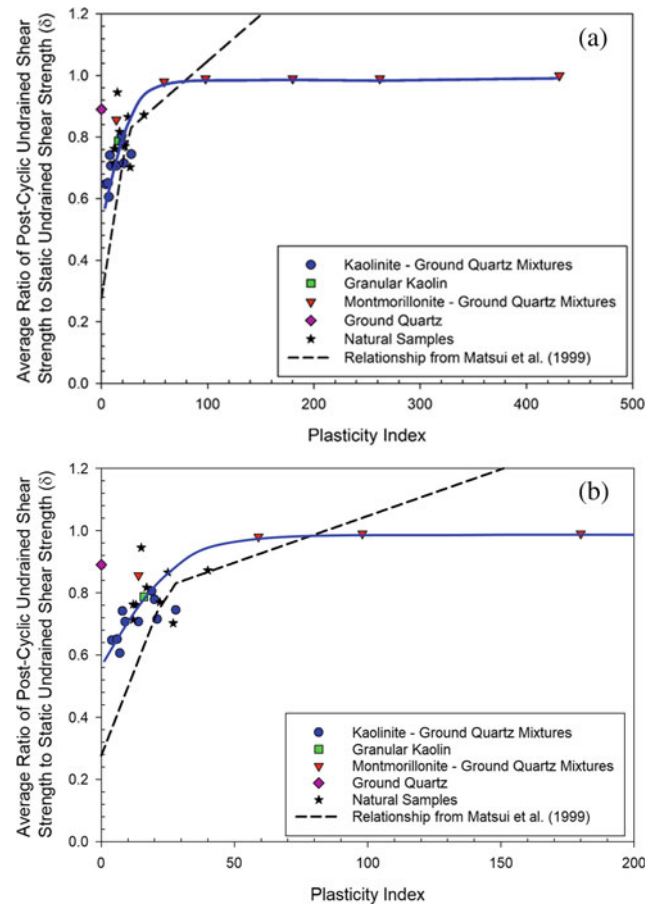 (a)
Average Ratio of Post-Cyclic Undrained Shear
Strength to Static Undrained Shear Strength (δ)
1.2
1.0
0.8
0.6
0.4
0.2
0.0
Kaolinite - Ground Quartz Mixtures
Granular Kaolin
Montmorillonite - Ground Quartz Mixtures
Ground Quartz
Natural Samples
Relationship from Matsui et al. (1999)
0 100 200 300 400 500
Plasticity Index
(b)
Average Ratio of Post-Cyclic Undrained Shear
Strength to Static Undrained Shear Strength (δ)
1.2
1.0
0.8
0.6
0.4
0.2
0.0
Kaolinite - Ground Quartz Mixtures
Granular Kaolin
Montmorillonite - Ground Quartz Mixtures
Ground Quartz
Natural Samples
Relationship from Matsui et al. (1999)
0 50 100 150 200
Plasticity Index